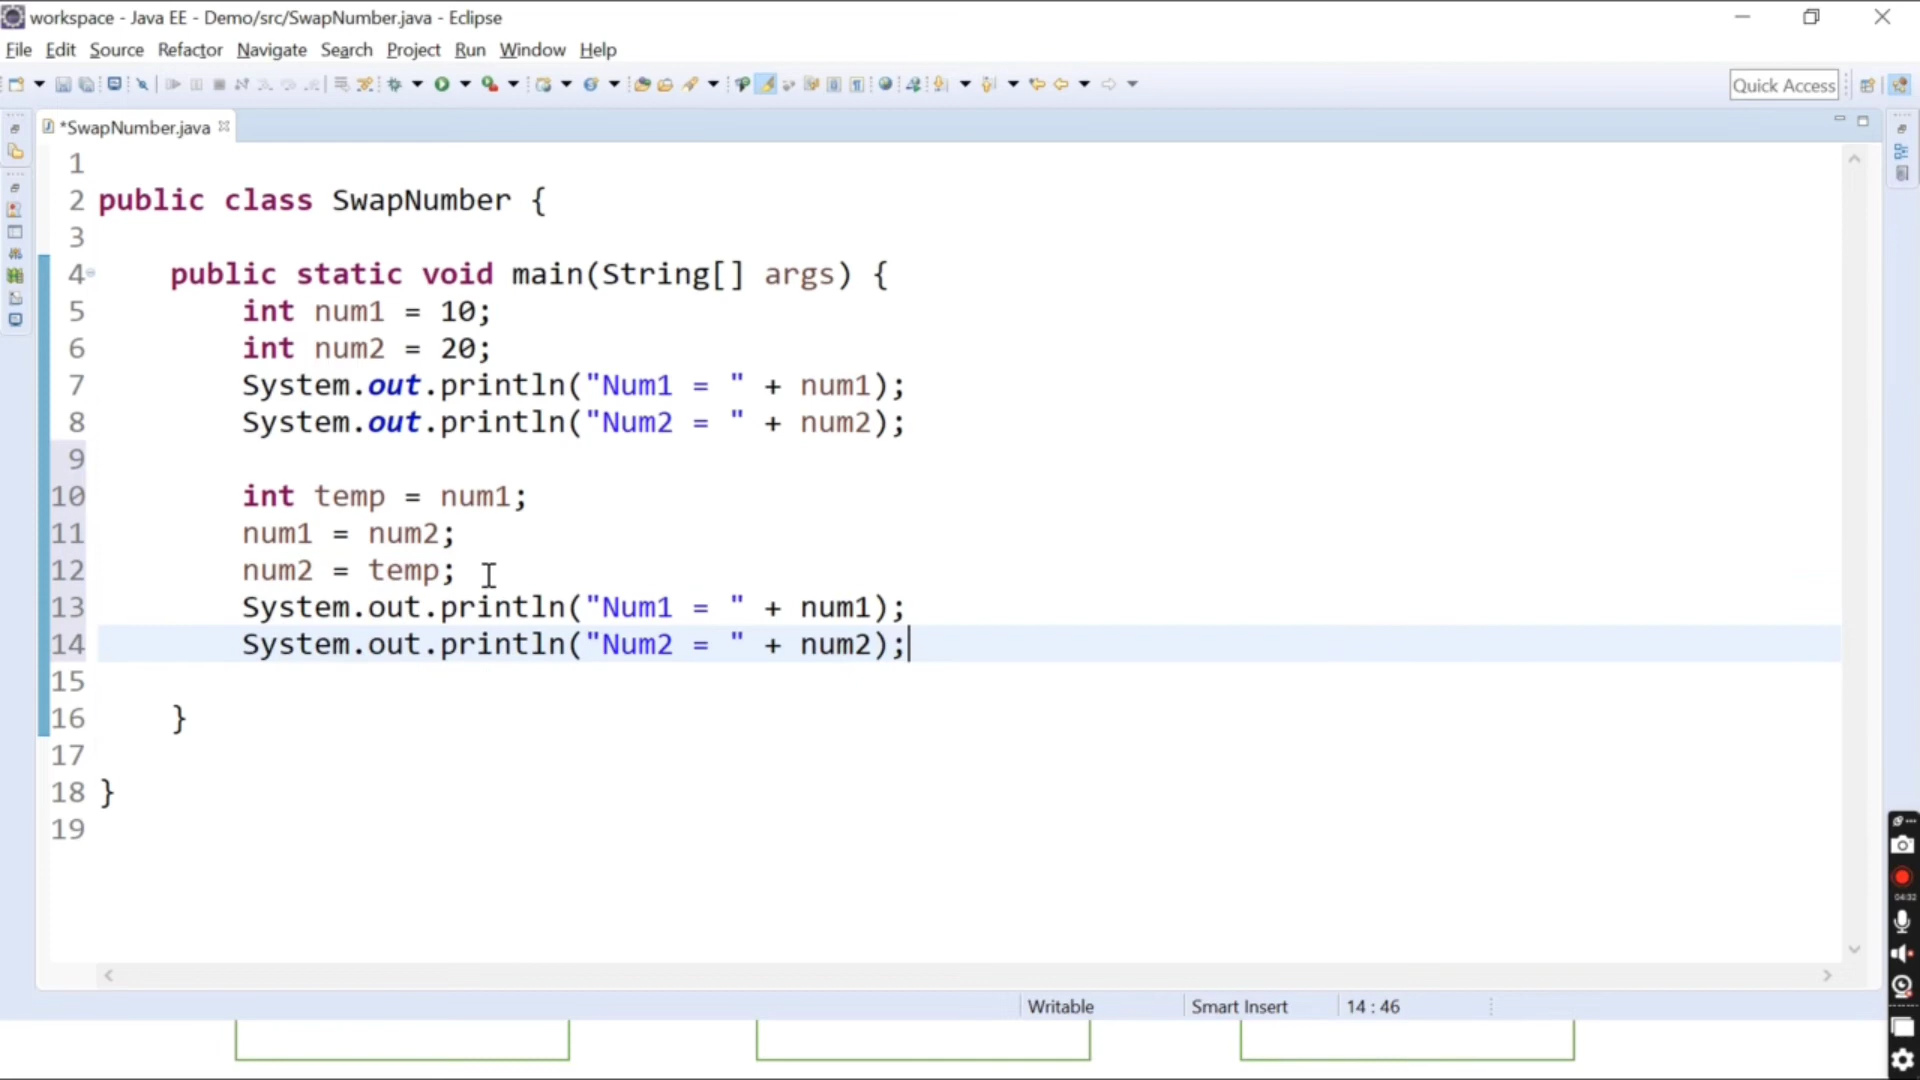 workspace - Java EE - Demo/src/SwapNumber.java - Eclipse
File Edit Source Refactor Navigate Search Project Run Window Help
Quick Access
*SwapNumber.java
1
2 public class SwapNumber {
3
4 public static void main(String[] args) {
5 int num1 = 10;
6 int num2 = 20;
7 System.out.println("Num1 = " + num1);
8 System.out.println("Num2 = " + num2);
9
10 int temp = num1;
11 num1 = num2;
12 num2 = temp;
13 System.out.println("Num1 = " + num1);
14 System.out.println("Num2 = " + num2);
15
16 }
17
18 }
19
04:32
Writable Smart Insert 14 : 46